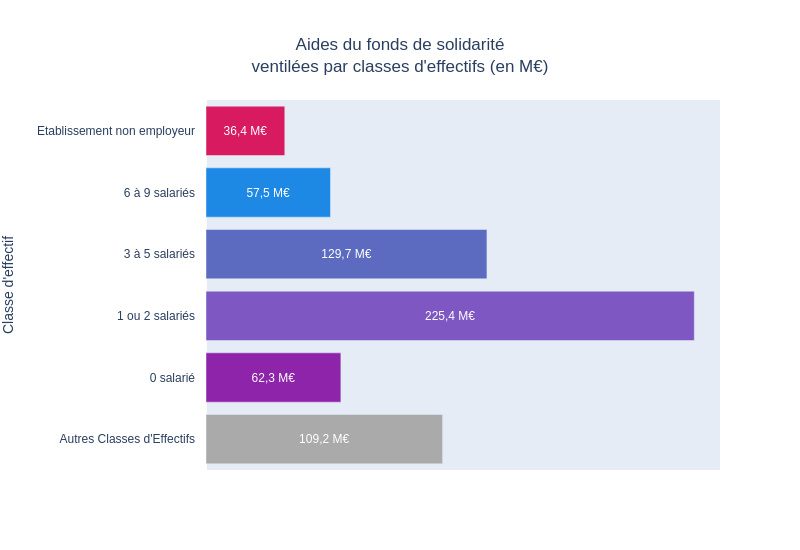 Aides du fonds de solidarité
ventilées par classes d'effectifs (en M€)
Classe d'effectif
Etablissement non employeur
36,4 M€
6 à 9 salariés
57,5 M€
3 à 5 salariés
129,7 M€
1 ou 2 salariés
225,4 M€
0 salarié
62,3 M€
Autres Classes d'Effectifs
109,2 M€